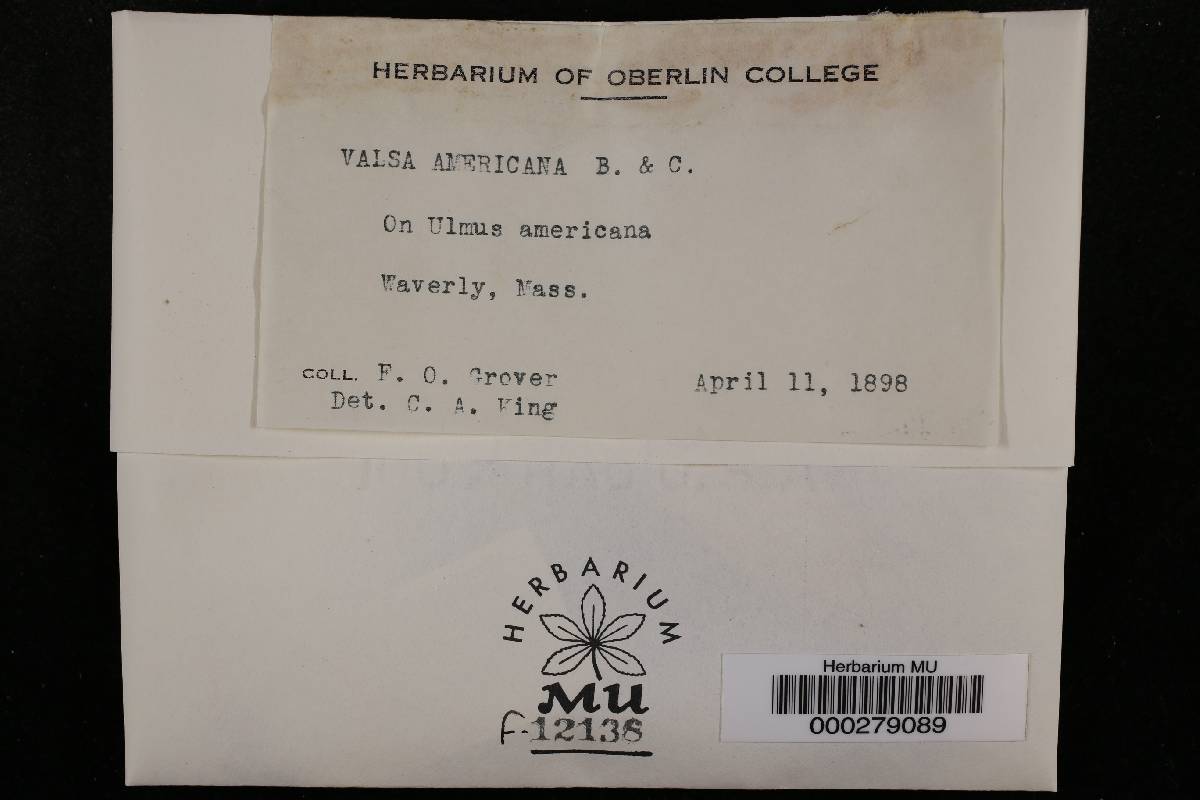 HERBARIUM OF OBERLIN COLLEGE
VALSA AMERICANA B. & C.
On Ulmus americana
Waverly, Mass.
COLL. F. O. Grover April 11, 1898
Det. C. A. King
HERBARIUM
MU
F-12138
Herbarium MU
000279089